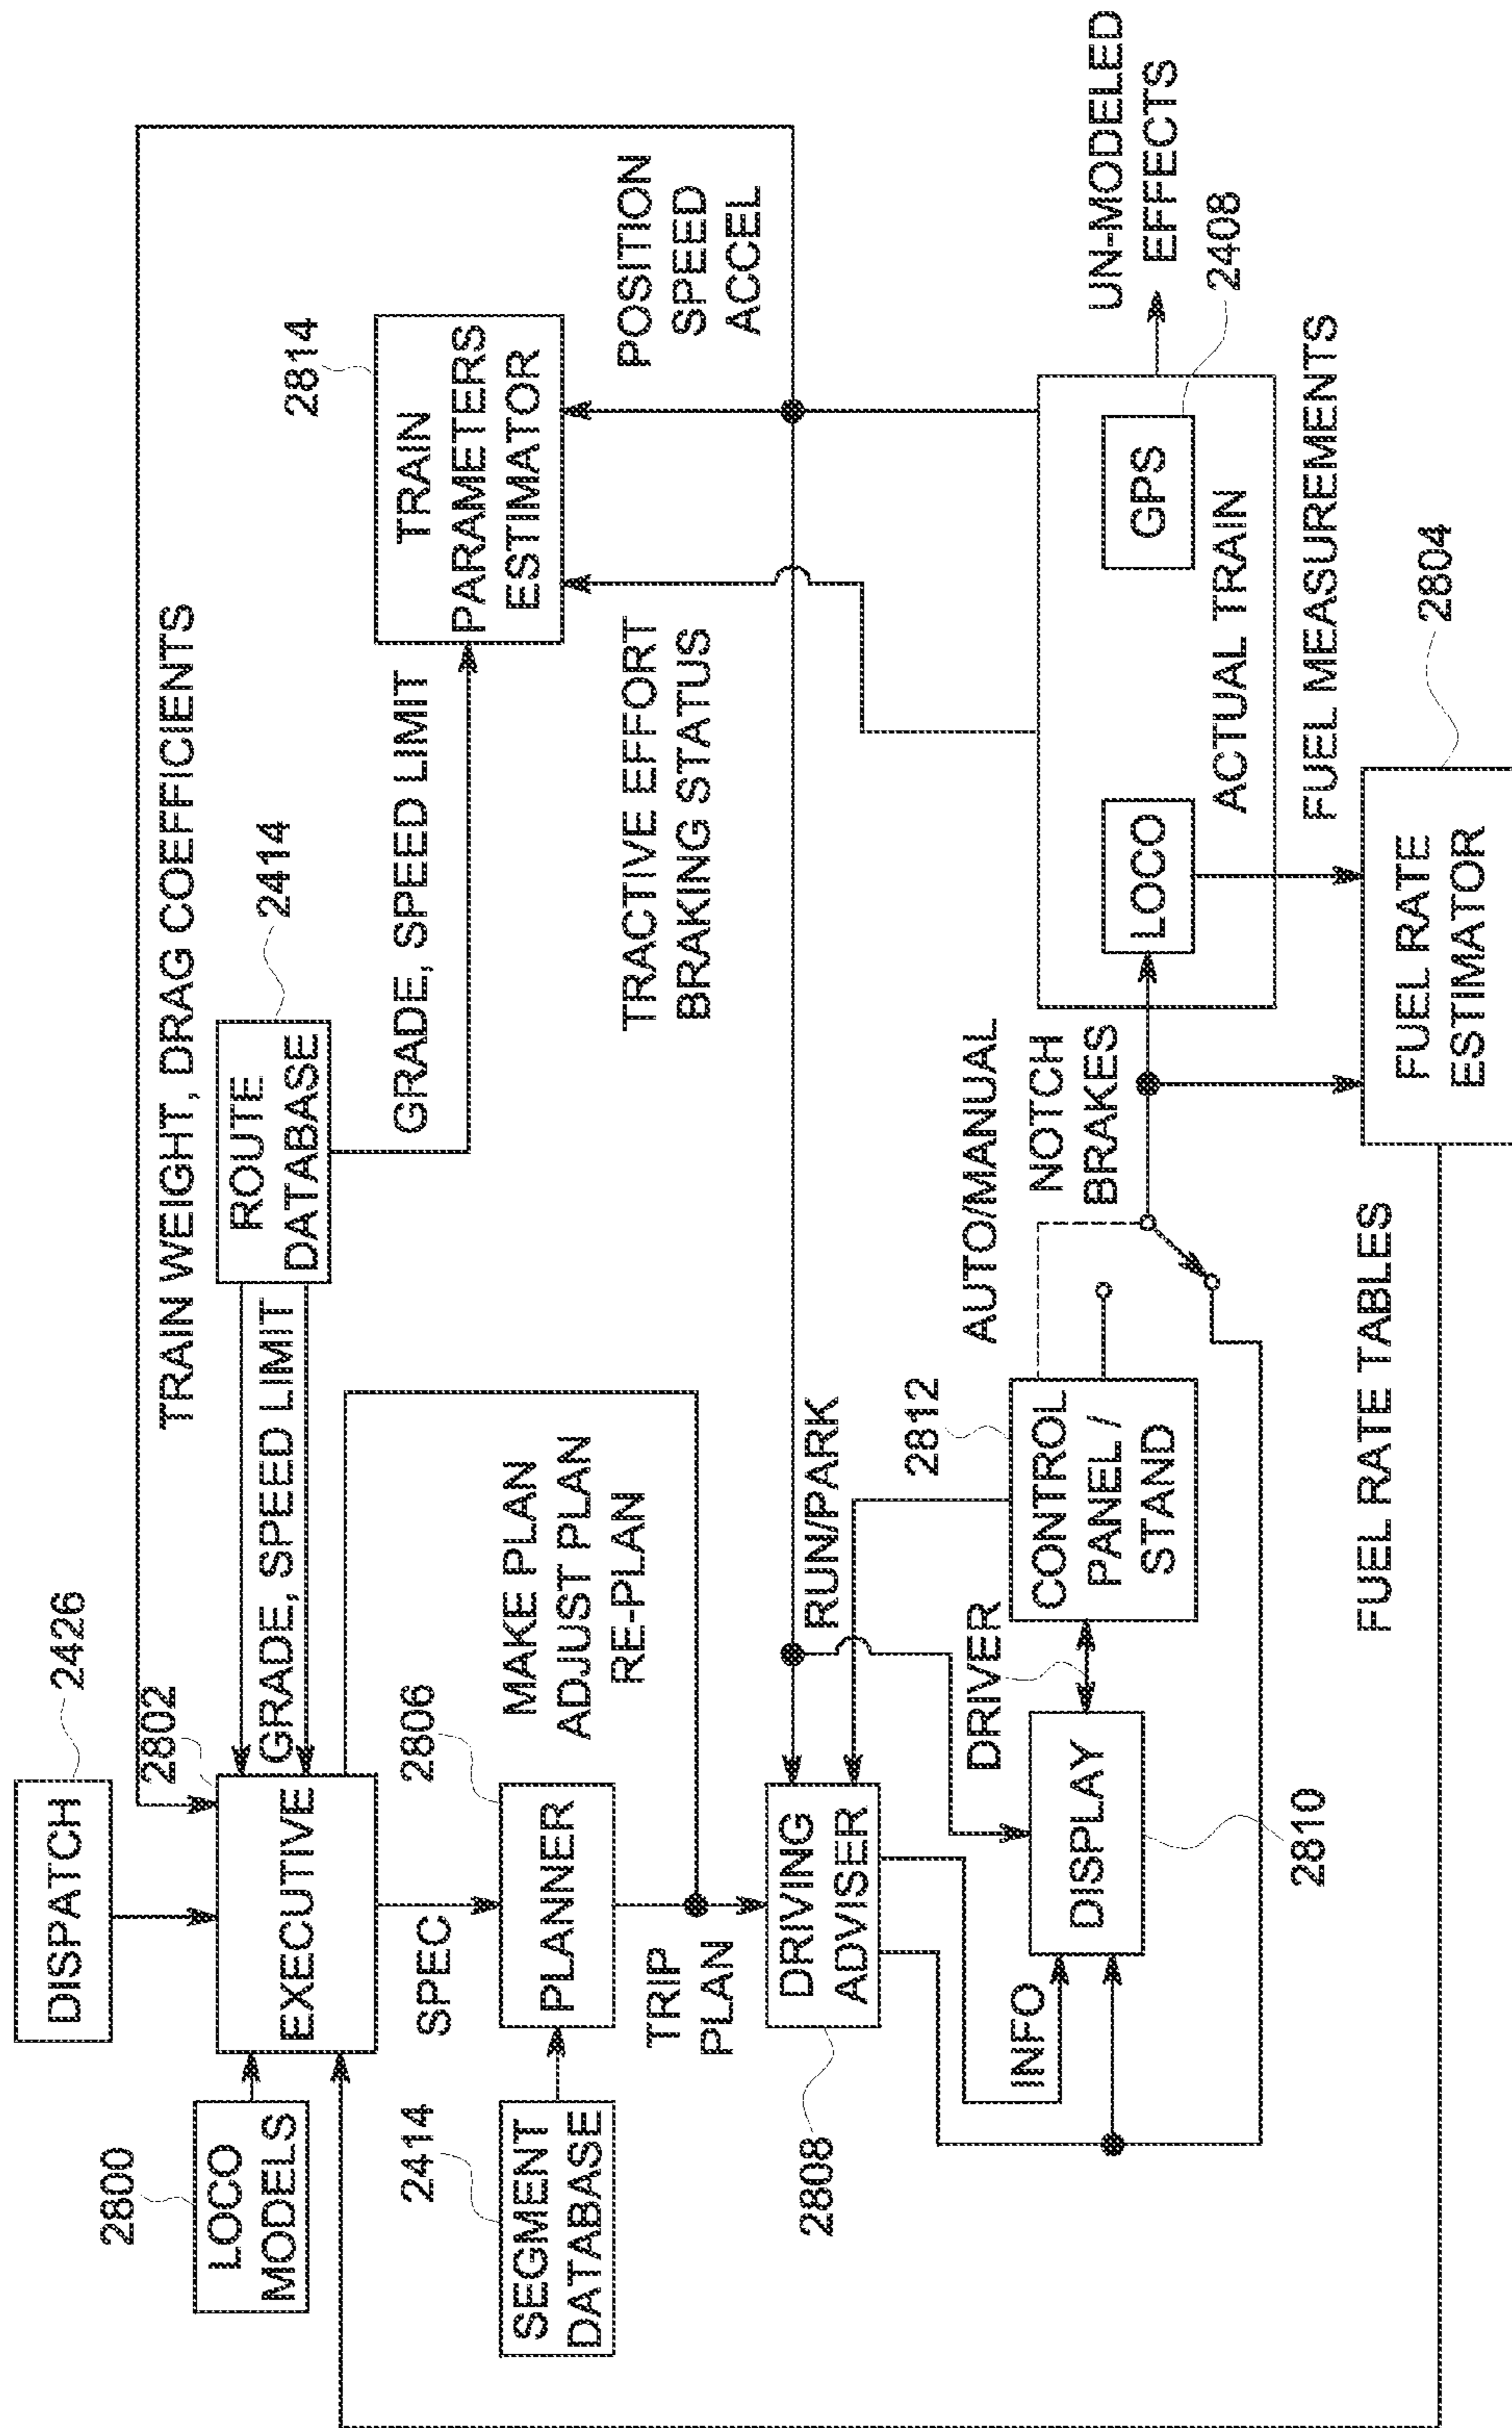 DISPATCH
2426
2800
LOCO
MODELS
EXECUTIVE
2802
GRADE, SPEED LIMIT
ROUTE
DATABASE
2414
TRAIN WEIGHT, DRAG COEFFICIENTS
SPEC
2414
SEGMENT
DATABASE
PLANNER
2806
MAKE PLAN
ADJUST PLAN
RE-PLAN
GRADE, SPEED LIMIT
TRAIN
PARAMETERS
ESTIMATOR
2814
TRIP
PLAN
TRACTIVE EFFORT
BRAKING STATUS
POSITION
SPEED
ACCEL
2808
DRIVING
ADVISER
RUN/PARK
DRIVER
2812
CONTROL
PANEL /
STAND
AUTO/MANUAL
NOTCH
BRAKES
INFO
DISPLAY
2810
LOCO
GPS
ACTUAL TRAIN
2408
UN-MODELED
EFFECTS
FUEL MEASUREMENTS
FUEL RATE TABLES
FUEL RATE
ESTIMATOR
2804